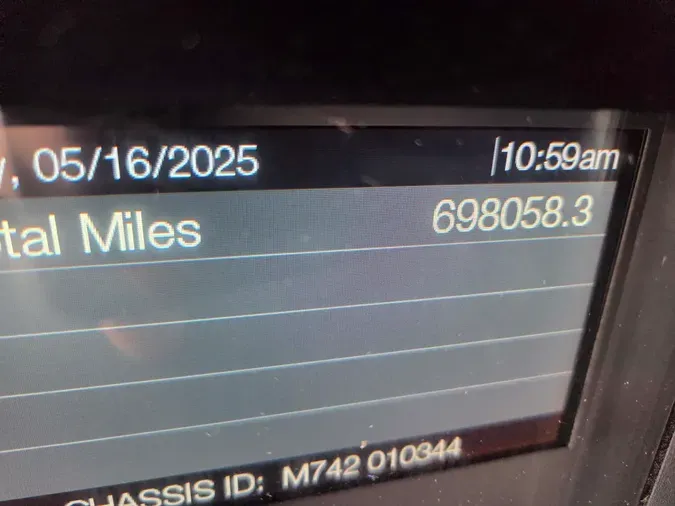 y, 05/16/2025 10:59am
tal Miles 698058.3
CHASSIS ID: M742 010344